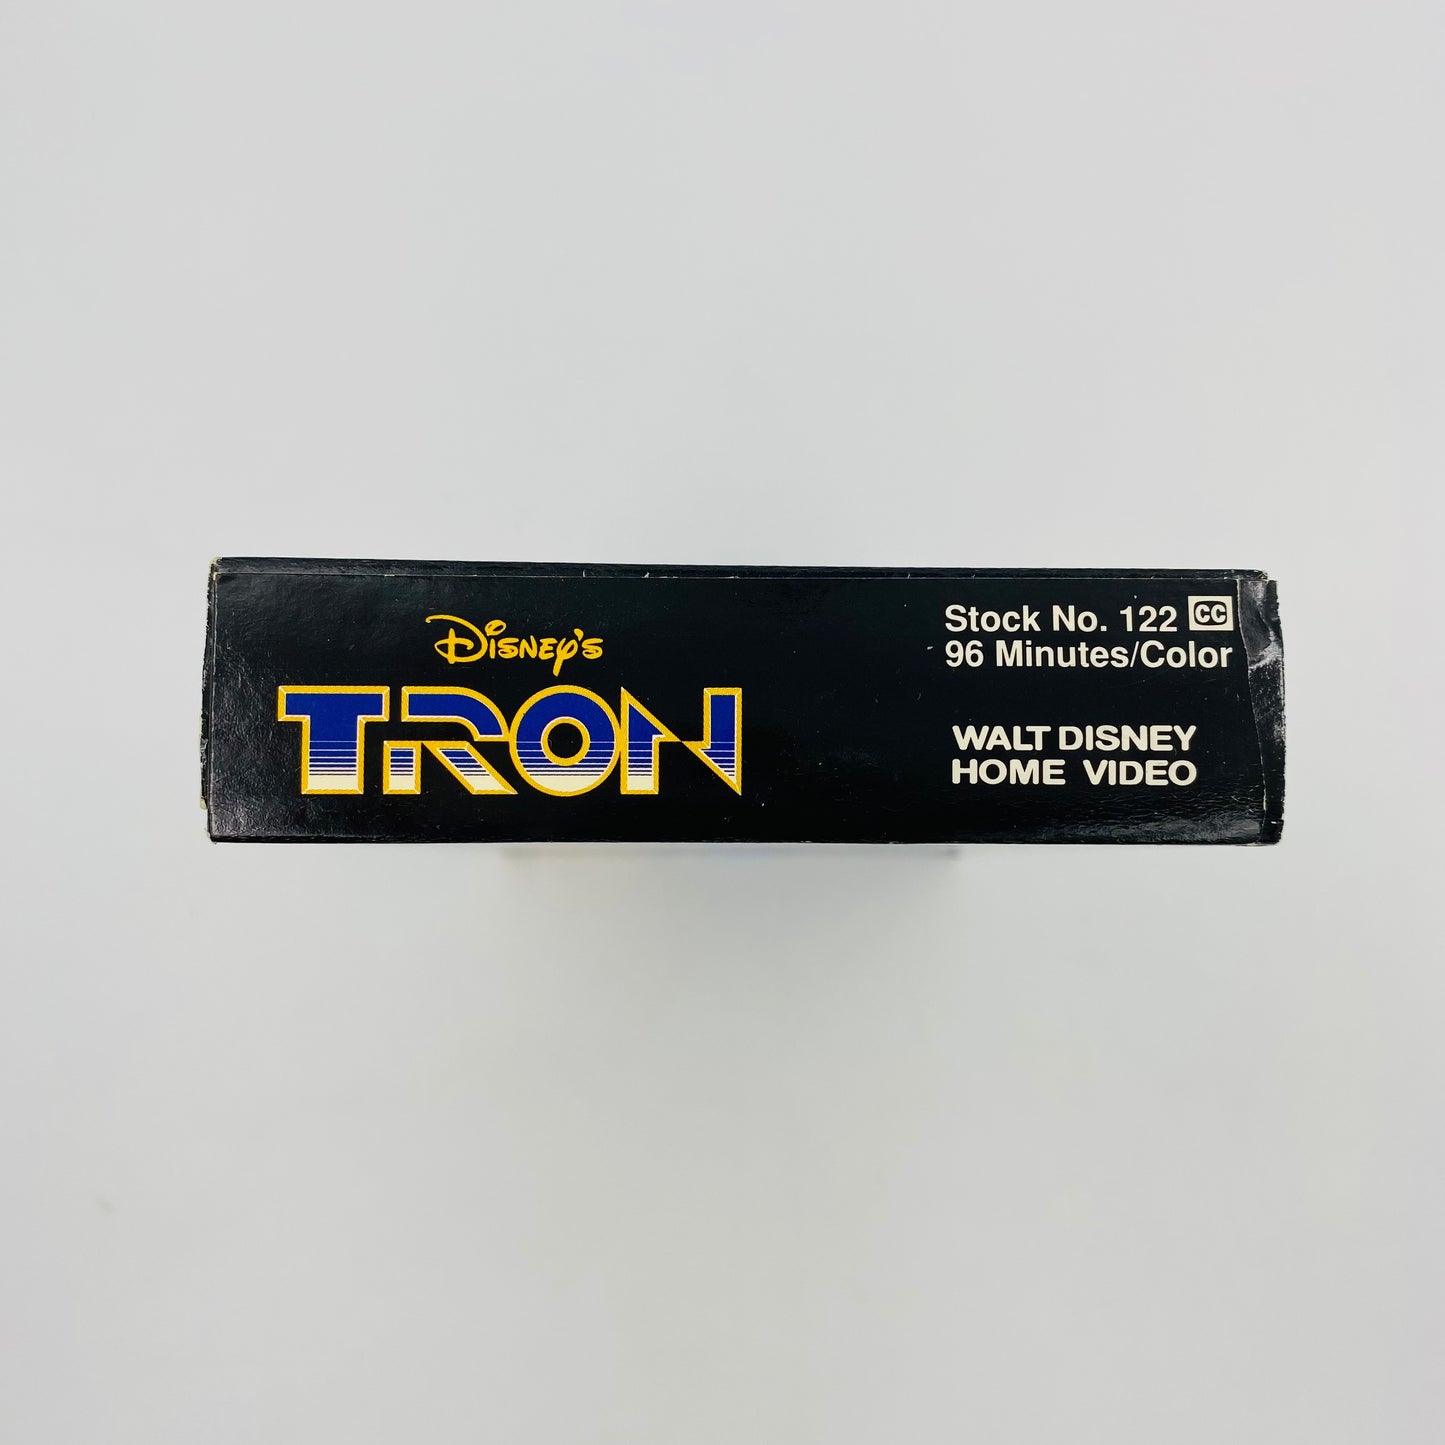 Disney's
TRON
Stock No. 122 CC
96 Minutes/Color
WALT DISNEY
HOME VIDEO